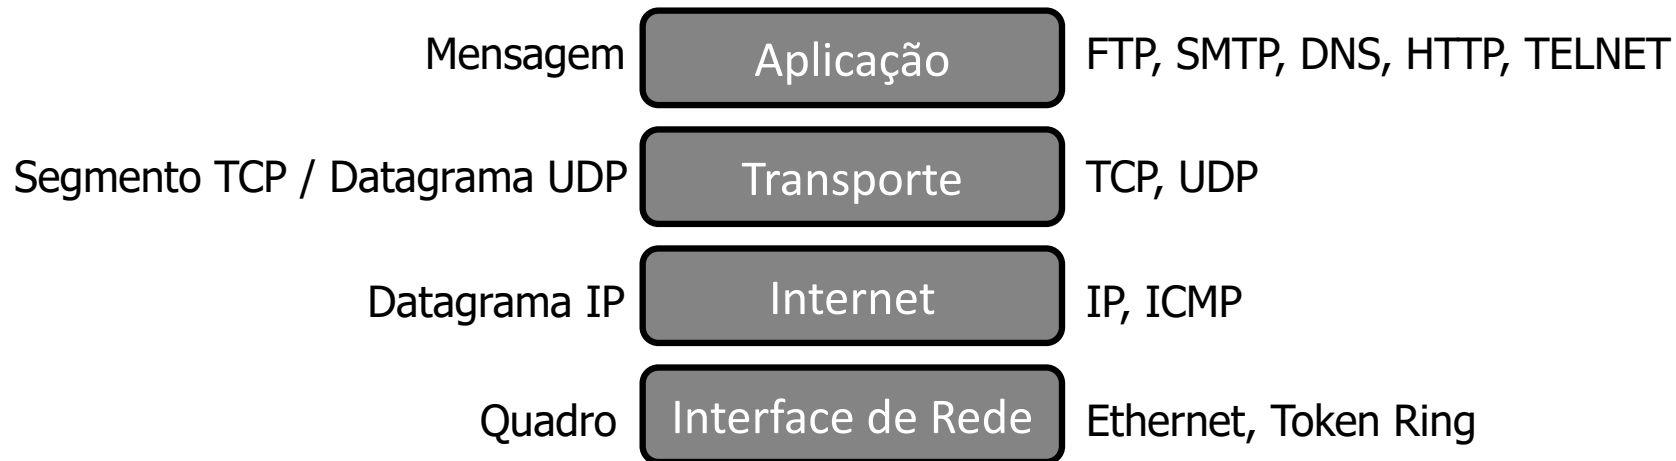 Mensagem Aplicação FTP, SMTP, DNS, HTTP, TELNET
Segmento TCP / Datagrama UDP Transporte TCP, UDP
Datagrama IP Internet IP, ICMP
Quadro Interface de Rede Ethernet, Token Ring